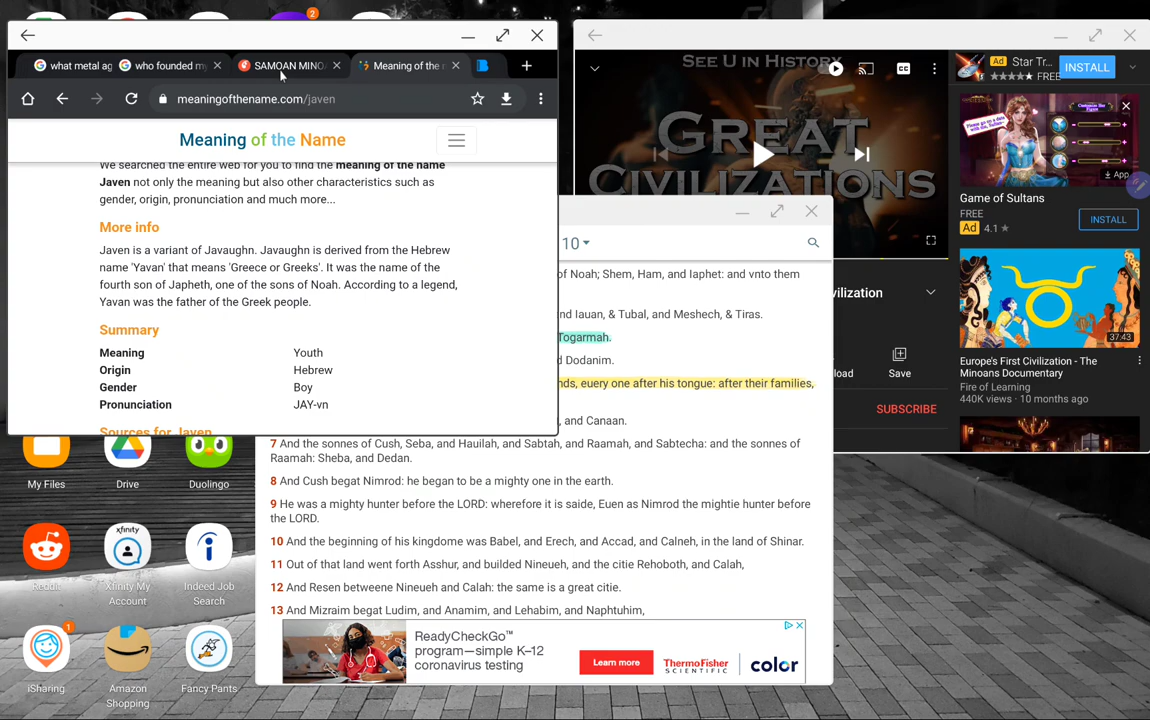 2
what metal ag
who founded my
SAMOAN MINO
Meaning of the n
meaningofthename.com/javen
Meaning of the Name
We searched the entire web for you to find the meaning of the name
Javen not only the meaning but also other characteristics such as
gender, origin, pronunciation and much more...
More info
Javen is a variant of Javaughn. Javaughn is derived from the Hebrew
name 'Yavan' that means 'Greece or Greeks'. It was the name of the
fourth son of Japheth, one of the sons of Noah. According to a legend,
Yavan was the father of the Greek people.
Summary
Meaning Youth
Origin Hebrew
Gender Boy
Pronunciation JAY-vn
Sources for Javen
10
of Noah; Shem, Ham, and Iaphet: and vnto them
nd Iauan, & Tubal, and Meshech, & Tiras.
Togarmah.
d Dodanim.
nds, euery one after his tongue: after their families,
, and Canaan.
7 And the sonnes of Cush, Seba, and Hauilah, and Sabtah, and Raamah, and Sabtecha: and the sonnes of
Raamah: Sheba, and Dedan.
8 And Cush begat Nimrod: he began to be a mighty one in the earth.
9 He was a mighty hunter before the LORD: wherefore it is saide, Euen as Nimrod the mightie hunter before
the LORD.
10 And the beginning of his kingdome was Babel, and Erech, and Accad, and Calneh, in the land of Shinar.
11 Out of that land went forth Asshur, and builded Nineueh, and the citie Rehoboth, and Calah,
12 And Resen betweene Nineueh and Calah: the same is a great citie.
13 And Mizraim begat Ludim, and Anamim, and Lehabim, and Naphtuhim,
ReadyCheckGo™
program—simple K–12
coronavirus testing
Learn more
ThermoFisher
SCIENTIFIC
color
SEE U IN HISTORY
CC
GREAT
CIVILIZATIONS
vilization
load
Save
SUBSCRIBE
Ad Star Tr...
FREE
INSTALL
App
Game of Sultans
FREE
Ad 4.1
INSTALL
37:43
Europe's First Civilization - The
Minoans Documentary
Fire of Learning
440K views · 10 months ago
My Files
Drive
Duolingo
Reddit
xfinity
Xfinity My
Account
Indeed Job
Search
1
iSharing
Amazon
Shopping
Fancy Pants